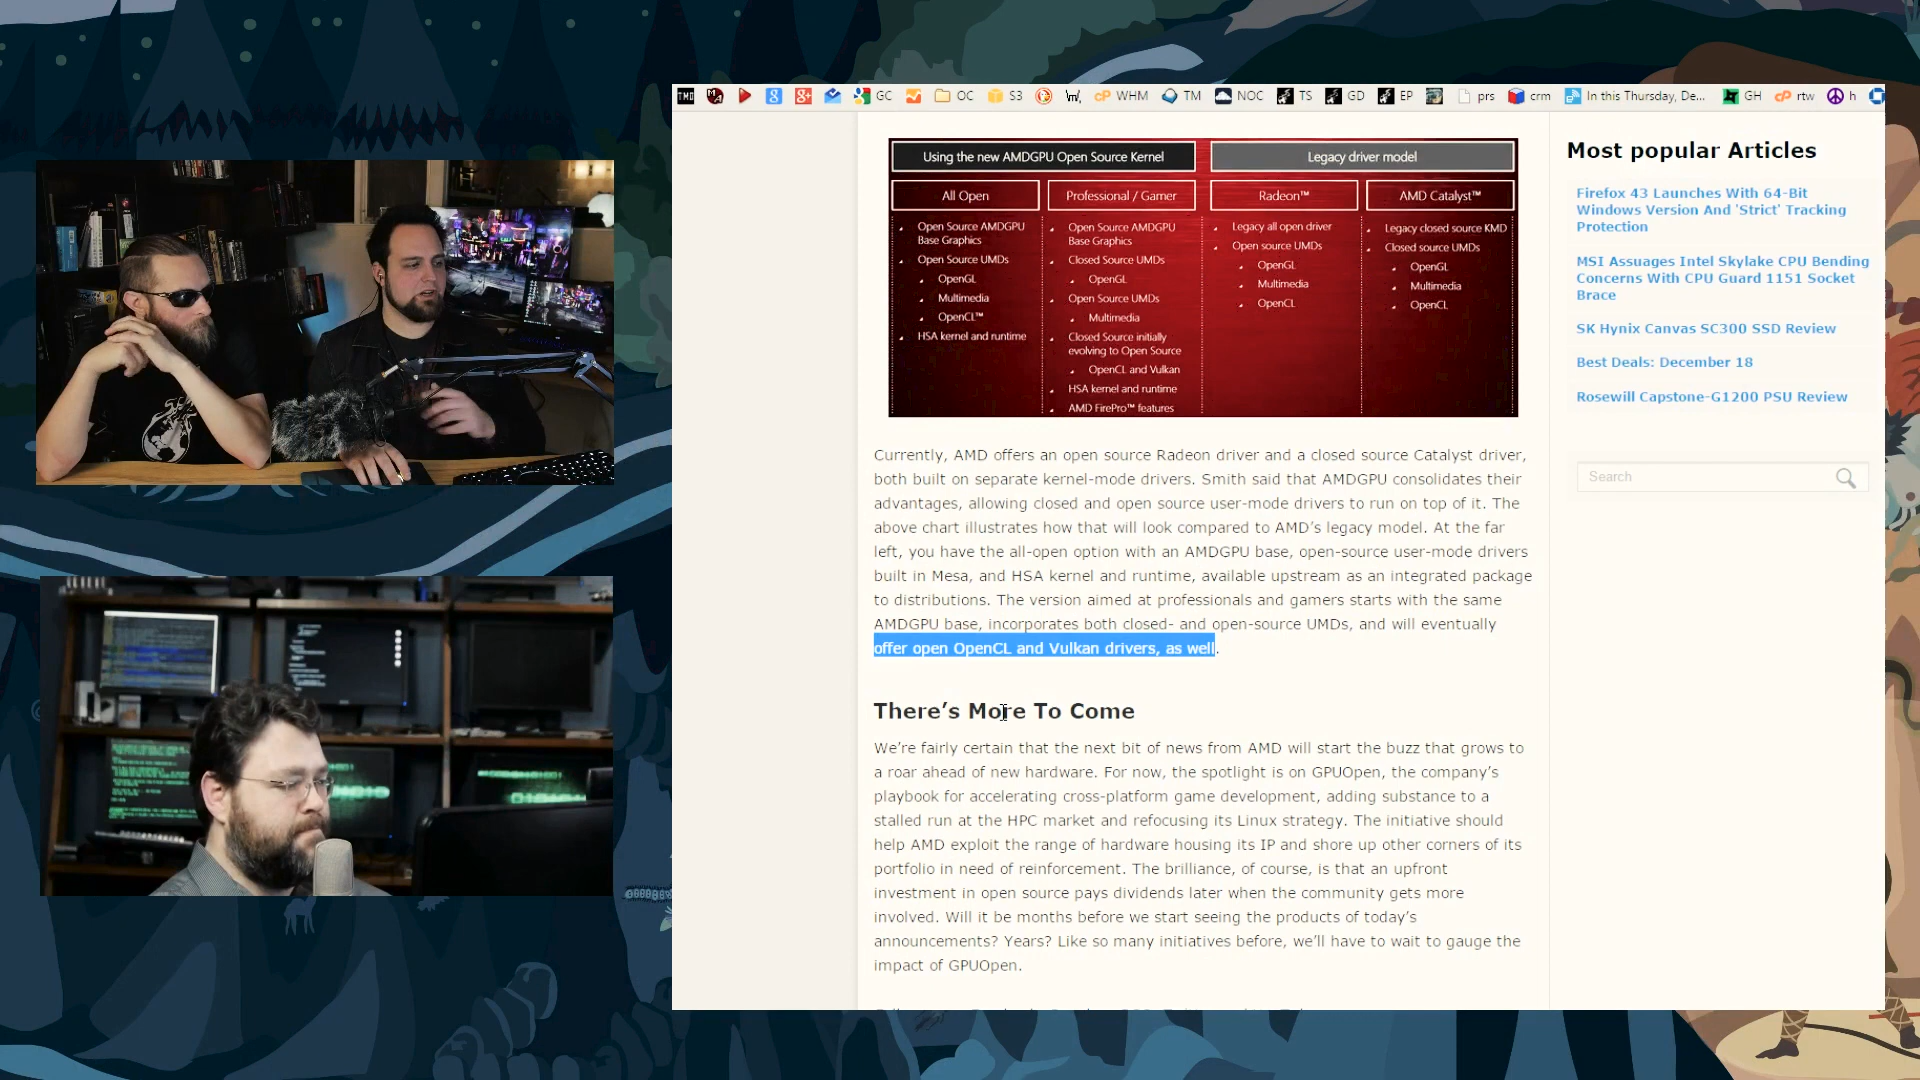 TMD
GC
OC
S3
\m/
WHM
TM
NOC
TS
GD
EP
prs
crm
In this Thursday, De...
GH
rtw
h
Using the new AMDGPU Open Source Kernel
Legacy driver model
All Open
Professional / Gamer
Radeon™
AMD Catalyst™
Open Source AMDGPU
Base Graphics
Open Source UMDs
OpenGL
Multimedia
OpenCL™
HSA kernel and runtime
Open Source AMDGPU
Base Graphics
Closed Source UMDs
OpenGL
Open Source UMDs
Multimedia
Closed Source initially
evolving to Open Source
OpenCL and Vulkan
HSA kernel and runtime
AMD FirePro™ features
Legacy all open driver
Open source UMDs
OpenGL
Multimedia
OpenCL
Legacy closed source KMD
Closed source UMDs
OpenGL
Multimedia
OpenCL
Currently, AMD offers an open source Radeon driver and a closed source Catalyst driver,
both built on separate kernel-mode drivers. Smith said that AMDGPU consolidates their
advantages, allowing closed and open source user-mode drivers to run on top of it. The
above chart illustrates how that will look compared to AMD’s legacy model. At the far
left, you have the all-open option with an AMDGPU base, open-source user-mode drivers
built in Mesa, and HSA kernel and runtime, available upstream as an integrated package
to distributions. The version aimed at professionals and gamers starts with the same
AMDGPU base, incorporates both closed- and open-source UMDs, and will eventually
offer open OpenCL and Vulkan drivers, as well.
There’s More To Come
We’re fairly certain that the next bit of news from AMD will start the buzz that grows to
a roar ahead of new hardware. For now, the spotlight is on GPUOpen, the company’s
playbook for accelerating cross-platform game development, adding substance to a
stalled run at the HPC market and refocusing its Linux strategy. The initiative should
help AMD exploit the range of hardware housing its IP and shore up other corners of its
portfolio in need of reinforcement. The brilliance, of course, is that an upfront
investment in open source pays dividends later when the community gets more
involved. Will it be months before we start seeing the products of today’s
announcements? Years? Like so many initiatives before, we’ll have to wait to gauge the
impact of GPUOpen.
Most popular Articles
Firefox 43 Launches With 64-Bit
Windows Version And 'Strict' Tracking
Protection
MSI Assuages Intel Skylake CPU Bending
Concerns With CPU Guard 1151 Socket
Brace
SK Hynix Canvas SC300 SSD Review
Best Deals: December 18
Rosewill Capstone-G1200 PSU Review
Search